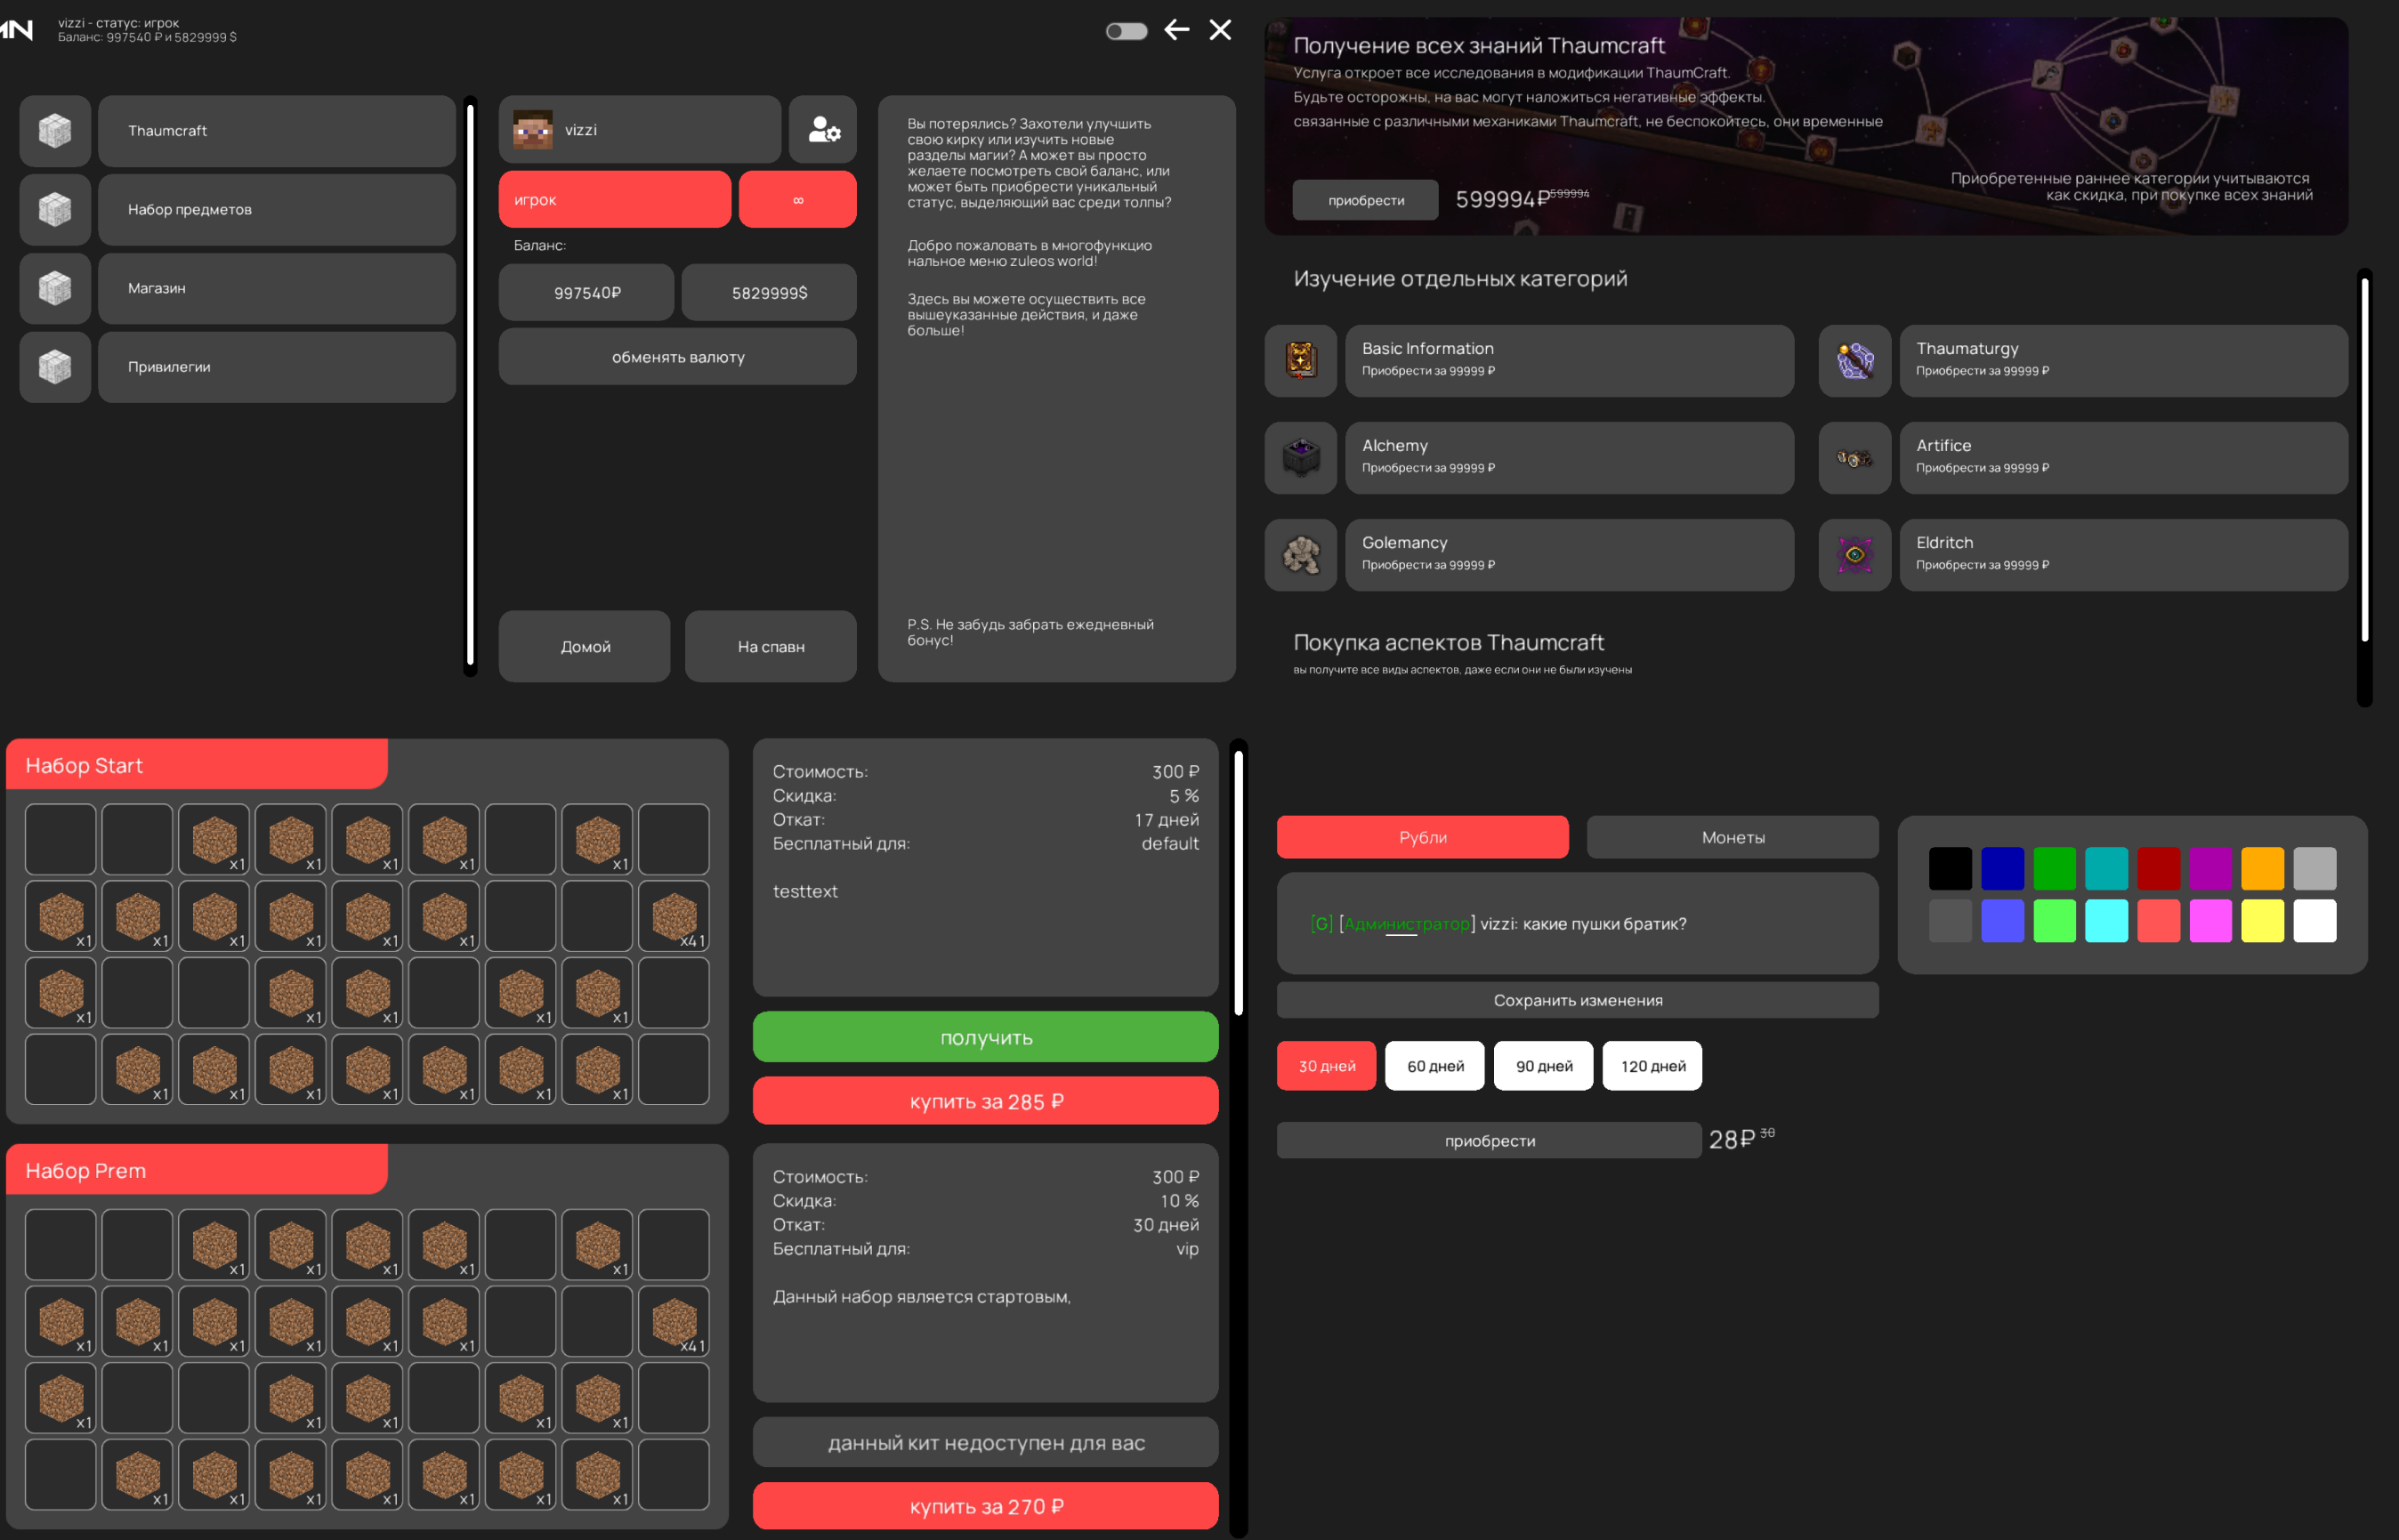 vizzi - статус: игрок
Баланс: 997540 ₽ и 5829999 $
Thaumcraft
Набор предметов
Магазин
Привилегии
vizzi
игрок
∞
Баланс:
997540₽
5829999$
обменять валюту
Домой
На спавн
Вы потерялись? Захотели улучшить
свою кирку или изучить новые
разделы магии? А может вы просто
желаете посмотреть свой баланс, или
может быть приобрести уникальный
статус, выделяющий вас среди толпы?
Добро пожаловать в многофункцио
нальное меню zuleos world!
Здесь вы можете осуществить все
вышеуказанные действия, и даже
больше!
P.S. Не забудь забрать ежедневный
бонус!
Получение всех знаний Thaumcraft
Услуга откроет все исследования в модификации ThaumCraft.
Будьте осторожны, на вас могут наложиться негативные эффекты.
связанные с различными механиками Thaumcraft, не беспокойтесь, они временные
приобрести
599994₽ 599994
Приобретенные раннее категории учитываются
как скидка, при покупке всех знаний
Изучение отдельных категорий
Basic Information
Приобрести за 99999 ₽
Thaumaturgy
Приобрести за 99999 ₽
Alchemy
Приобрести за 99999 ₽
Artifice
Приобрести за 99999 ₽
Golemancy
Приобрести за 99999 ₽
Eldritch
Приобрести за 99999 ₽
Покупка аспектов Thaumcraft
вы получите все виды аспектов, даже если они не были изучены
Набор Start
x1 x1 x1 x1 x1
x1 x1 x1 x1 x1 x1 x41
x1 x1 x1 x1 x1
x1 x1 x1 x1 x1 x1 x1
Стоимость: 300 ₽
Скидка: 5 %
Откат: 17 дней
Бесплатный для: default
testtext
получить
купить за 285 ₽
Набор Prem
x1 x1 x1 x1 x1
x1 x1 x1 x1 x1 x1 x41
x1 x1 x1 x1 x1
x1 x1 x1 x1 x1 x1 x1
Стоимость: 300 ₽
Скидка: 10 %
Откат: 30 дней
Бесплатный для: vip
Данный набор является стартовым,
данный кит недоступен для вас
купить за 270 ₽
Рубли
Монеты
[G] [Администратор] vizzi: какие пушки братик?
Сохранить изменения
30 дней
60 дней
90 дней
120 дней
приобрести
28₽ 30